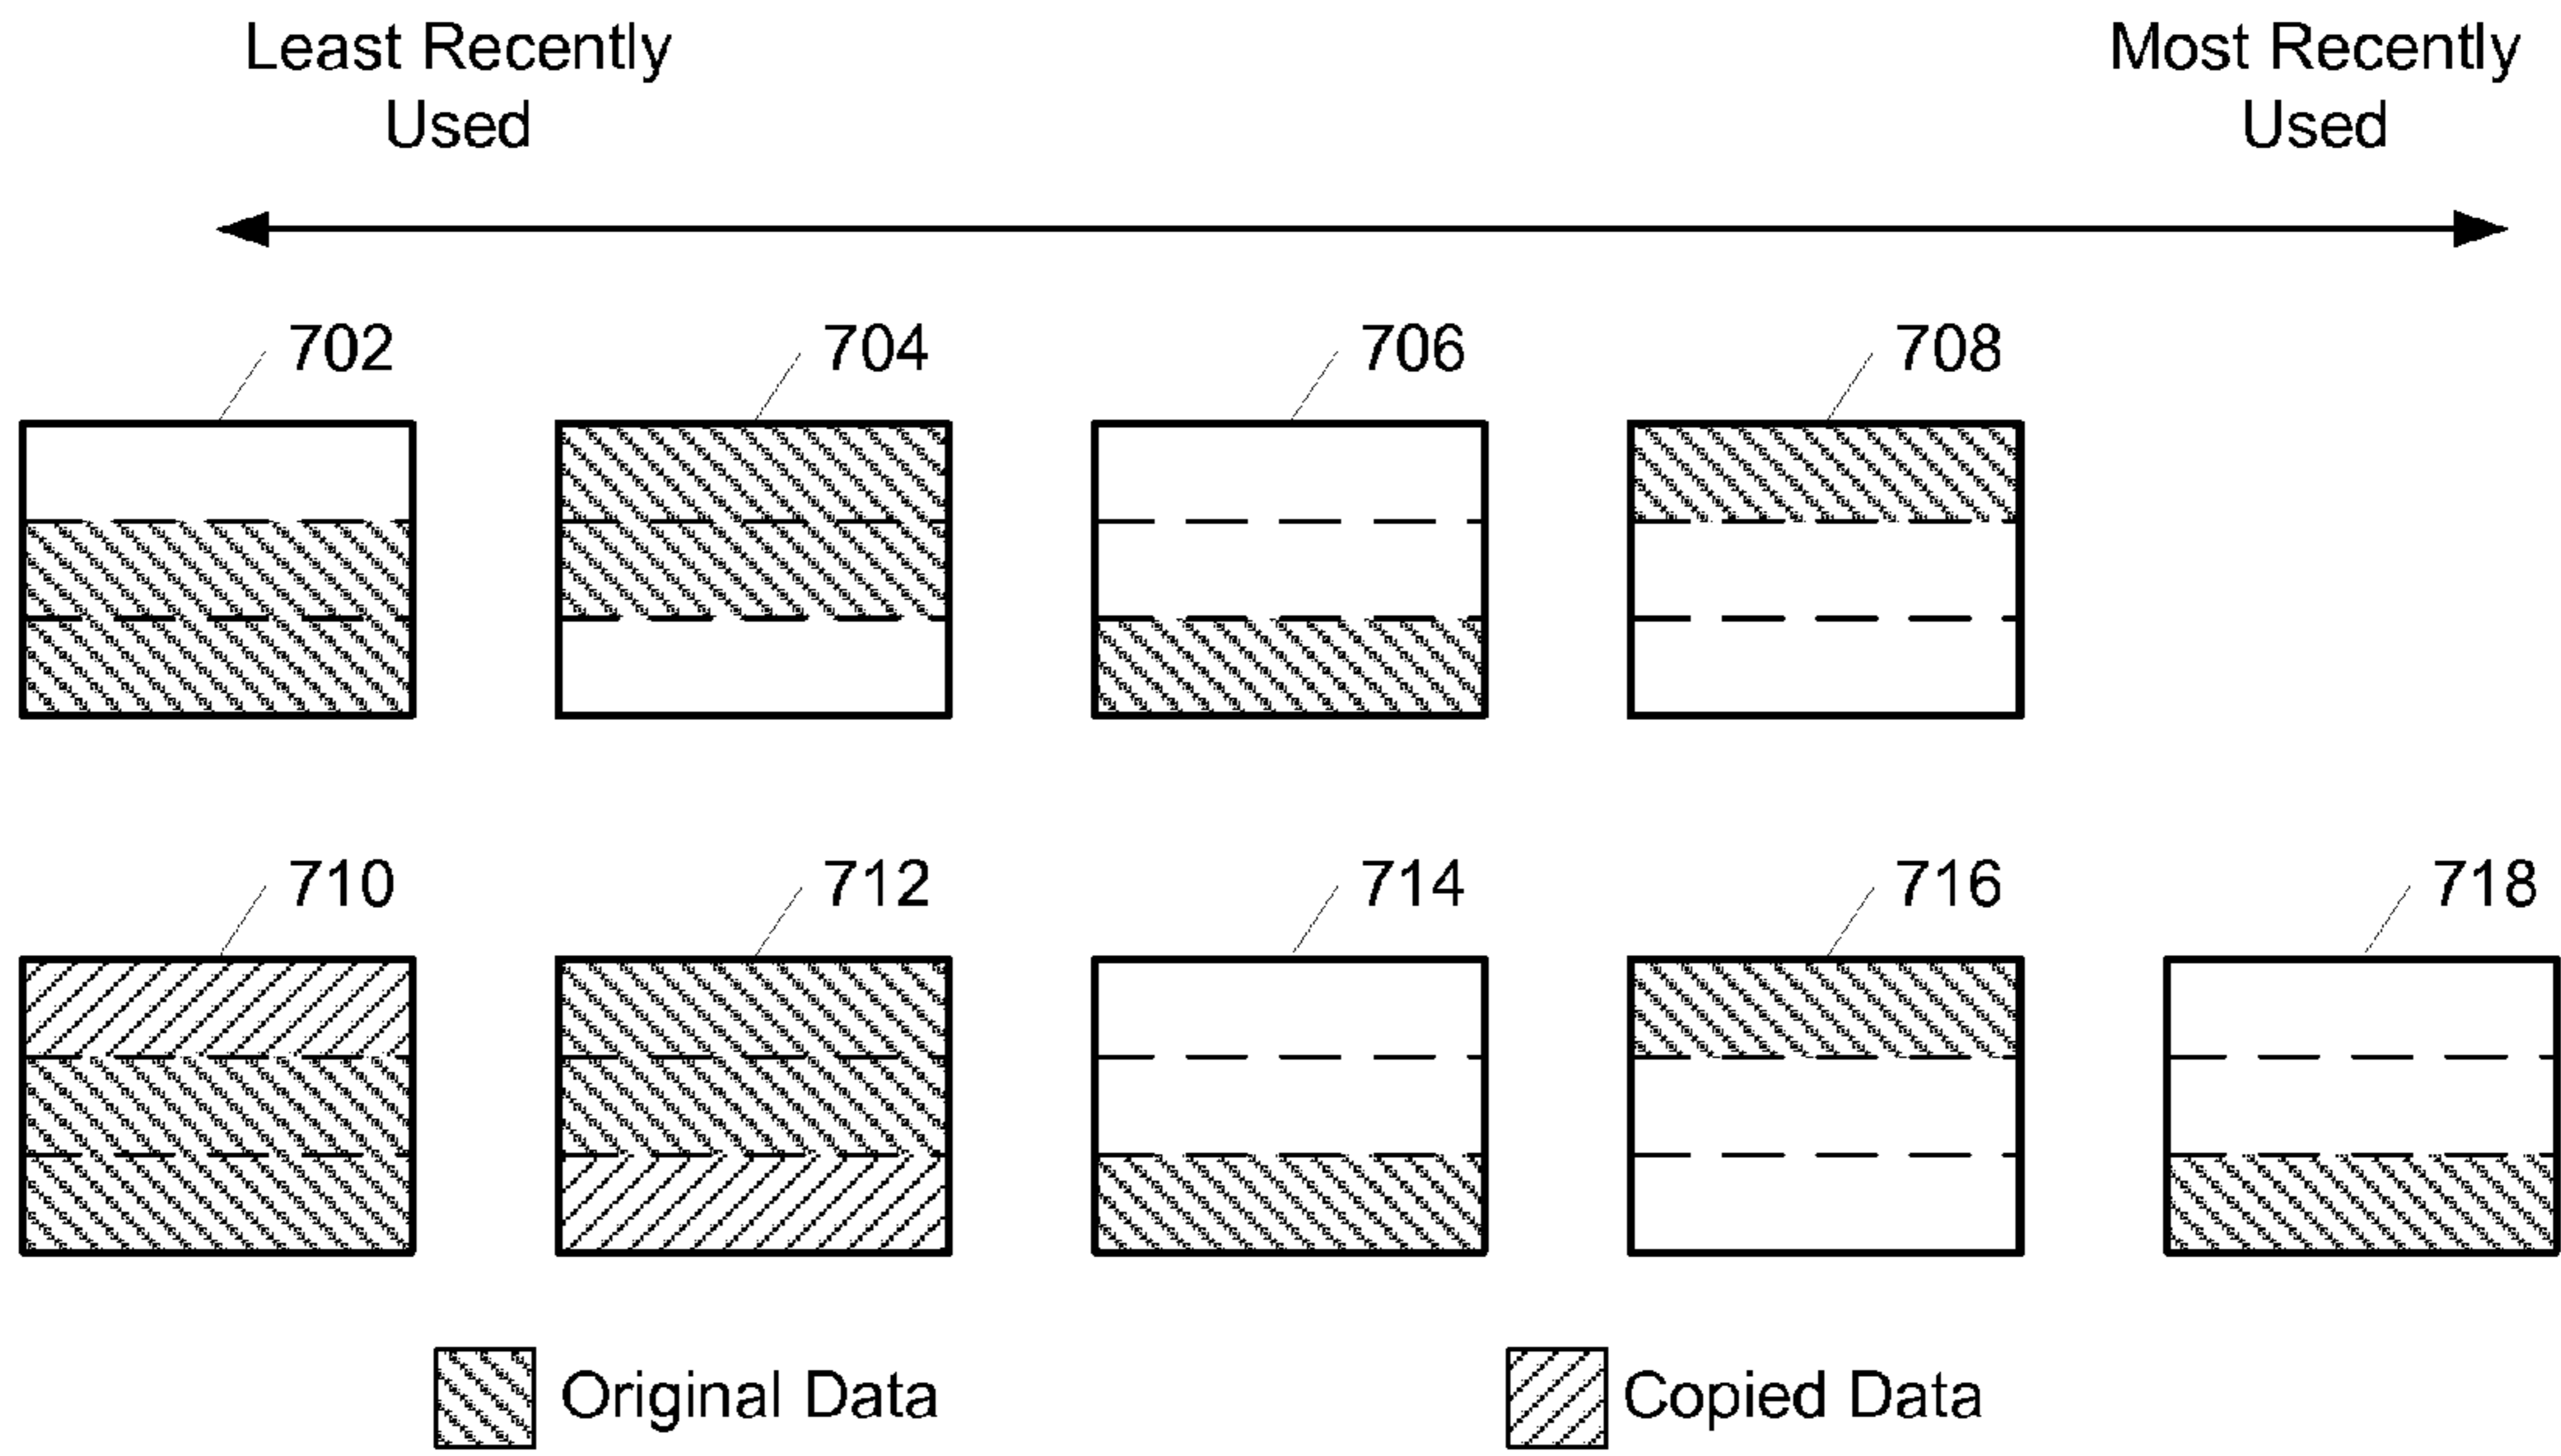 Least Recently
Used
Most Recently
Used
702
704
706
708
710
712
714
716
718
Original Data
Copied Data